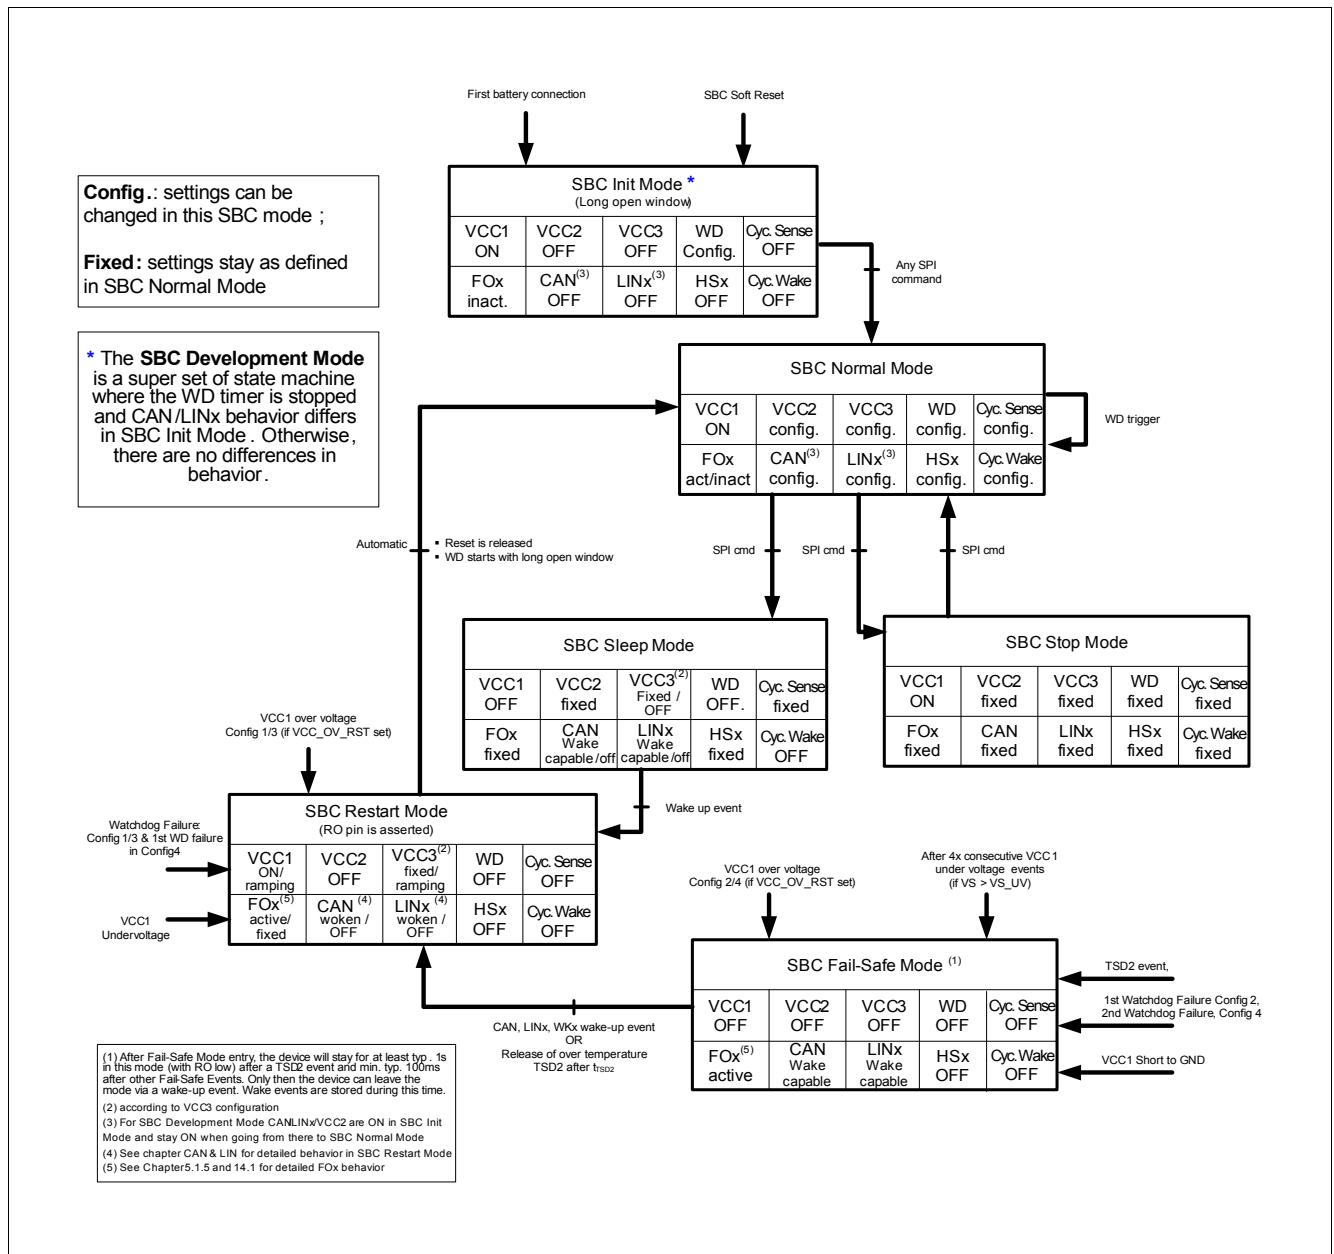 First battery connection
SBC Soft Reset
Config.: settings can be
changed in this SBC mode ;
Fixed: settings stay as defined
in SBC Normal Mode
* The SBC Development Mode
is a super set of state machine
where the WD timer is stopped
and CAN/LINx behavior differs
in SBC Init Mode. Otherwise,
there are no differences in
behavior.
SBC Init Mode *
(Long open window)
VCC1 VCC2 VCC3 WD Cyc. Sense
ON OFF OFF Config. OFF
FOx CAN(3) LINx(3) HSx Cyc. Wake
inact. OFF OFF OFF OFF
Any SPI
command
SBC Normal Mode
VCC1 VCC2 VCC3 WD Cyc. Sense
ON config. config. config. config.
FOx CAN(3) LINx(3) HSx Cyc. Wake
act/inact config. config. config. config.
WD trigger
Automatic
▪ Reset is released
▪ WD starts with long open window
SPI cmd
SPI cmd
SPI cmd
SBC Sleep Mode
VCC1 VCC2 VCC3(2) WD Cyc. Sense
OFF fixed Fixed / OFF OFF. fixed
FOx CAN LINx HSx Cyc. Wake
fixed Wake capable/off Wake capable/off fixed OFF
SBC Stop Mode
VCC1 VCC2 VCC3 WD Cyc. Sense
ON fixed fixed fixed fixed
FOx CAN LINx HSx Cyc. Wake
fixed fixed fixed fixed fixed
VCC1 over voltage
Config 1/3 (if VCC_OV_RST set)
Wake up event
Watchdog Failure:
Config 1/3 & 1st WD failure
in Config4
VCC1
Undervoltage
SBC Restart Mode
(RO pin is asserted)
VCC1 VCC2 VCC3(2) WD Cyc. Sense
ON/ ramping OFF fixed/ ramping OFF OFF
FOx(5) CAN(4) LINx(4) HSx Cyc. Wake
active/ fixed woken / OFF woken / OFF OFF OFF
VCC1 over voltage
Config 2/4 (if VCC_OV_RST set)
After 4x consecutive VCC1
under voltage events
(if VS > VS_UV)
SBC Fail-Safe Mode (1)
VCC1 VCC2 VCC3 WD Cyc. Sense
OFF OFF OFF OFF OFF
FOx(5) CAN LINx HSx Cyc. Wake
active Wake capable Wake capable OFF OFF
TSD2 event,
1st Watchdog Failure Config 2,
2nd Watchdog Failure, Config 4
VCC1 Short to GND
CAN, LINx, WKx wake-up event
OR
Release of over temperature
TSD2 after tTSD2
(1) After Fail-Safe Mode entry, the device will stay for at least typ. 1s
in this mode (with RO low) after a TSD2 event and min. typ. 100ms
after other Fail-Safe Events. Only then the device can leave the
mode via a wake-up event. Wake events are stored during this time.
(2) according to VCC3 configuration
(3) For SBC Development Mode CAN/LINx/VCC2 are ON in SBC Init
Mode and stay ON when going from there to SBC Normal Mode
(4) See chapter CAN & LIN for detailed behavior in SBC Restart Mode
(5) See Chapter 5.1.5 and 14.1 for detailed FOx behavior